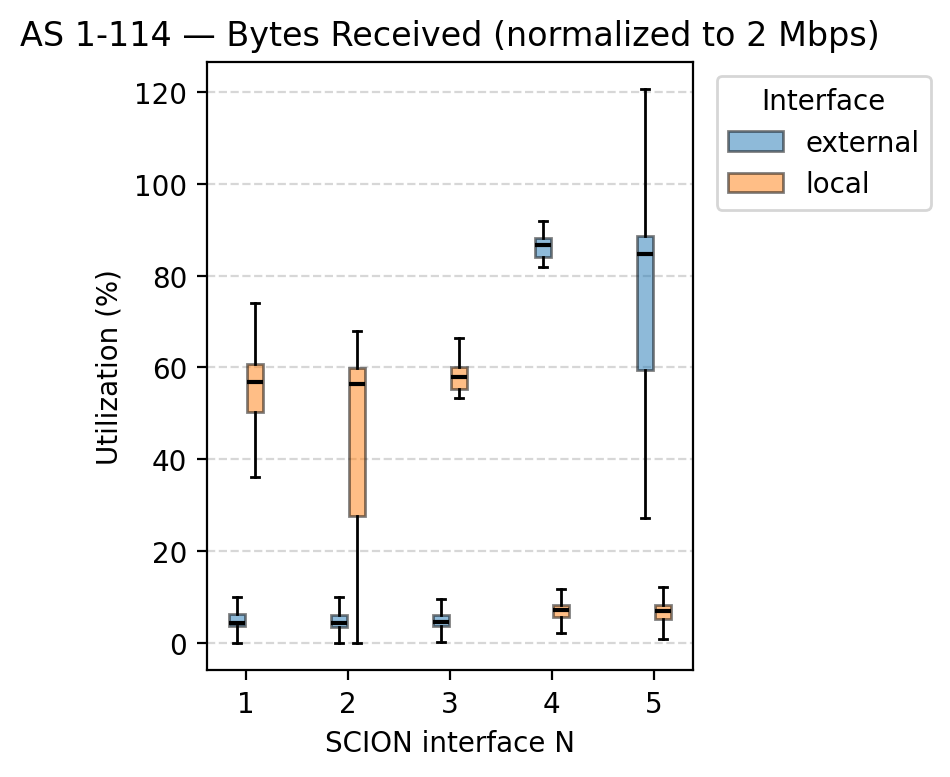 AS 1-114 — Bytes Received (normalized to 2 Mbps)
Interface
external
local
Utilization (%)
120
100
80
60
40
20
0
1 2 3 4 5
SCION interface N